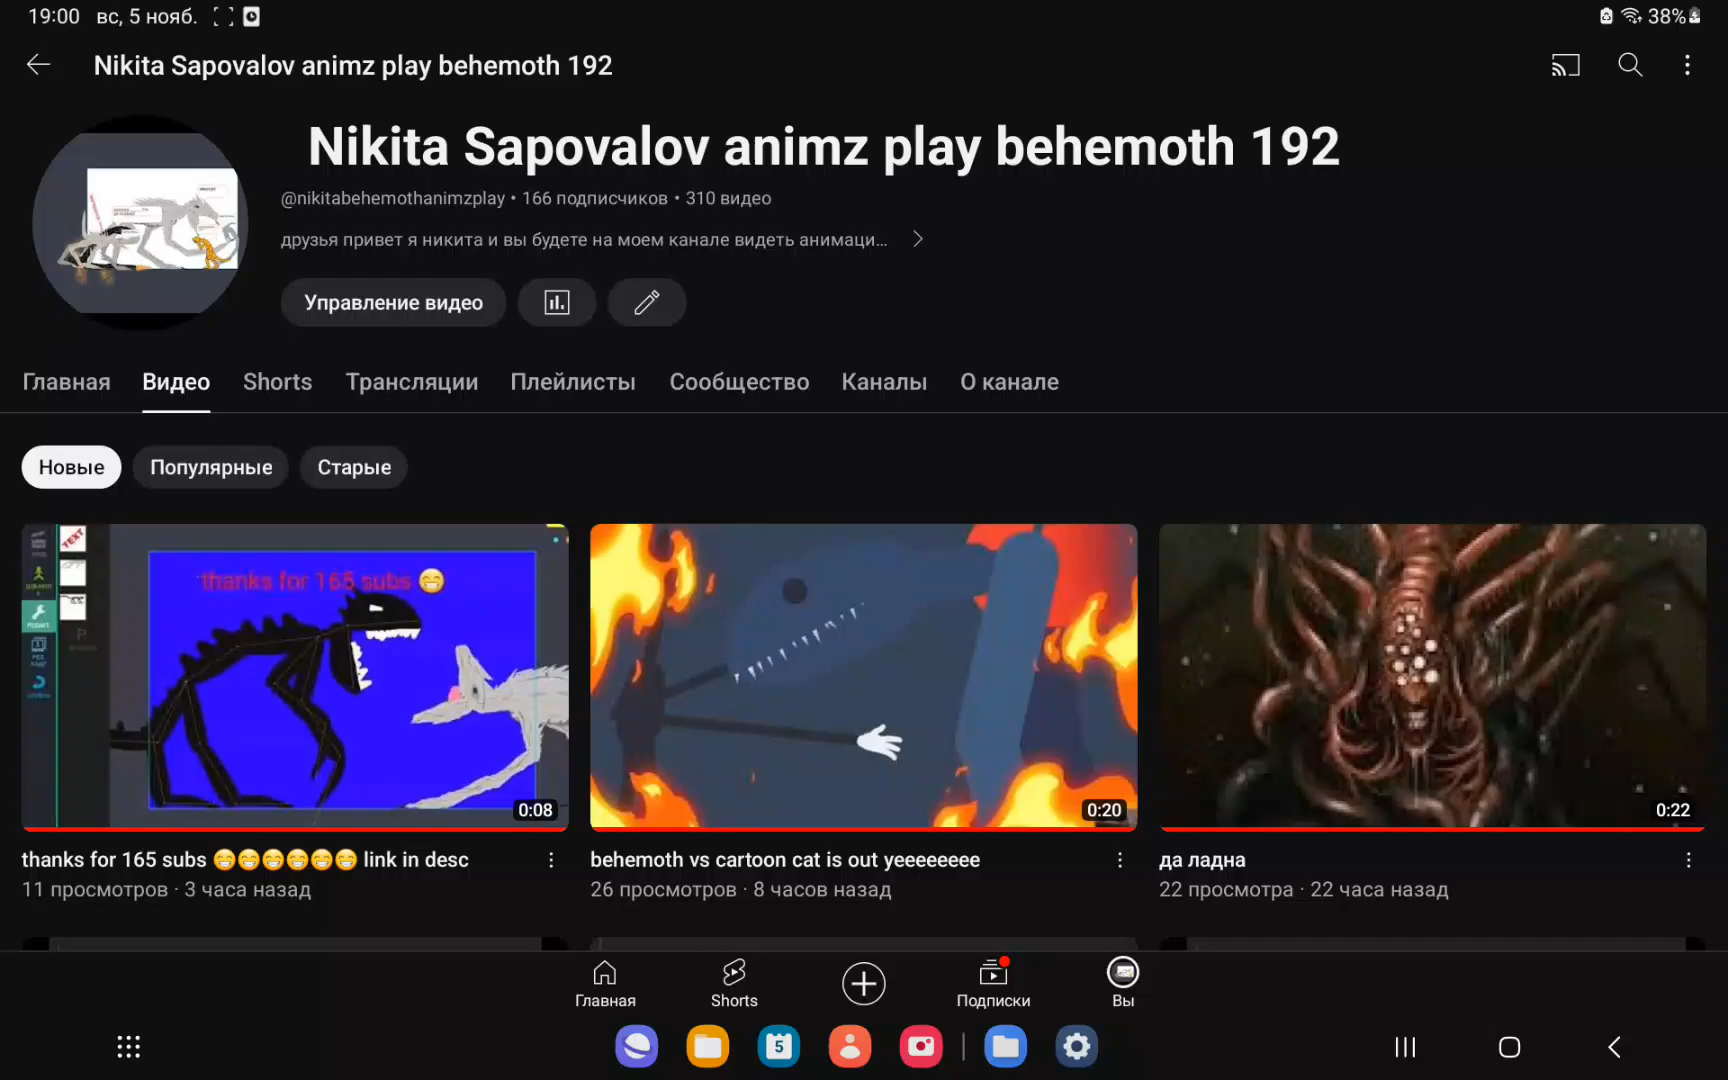 19:00 вс, 5 нояб.
38%
Nikita Sapovalov animz play behemoth 192
Nikita Sapovalov animz play behemoth 192
@nikitabehemothanimzplay • 166 подписчиков • 310 видео
друзья привет я никита и вы будете на моем канале видеть анимаци...
Управление видео
Главная Видео Shorts Трансляции Плейлисты Сообщество Каналы О канале
Новые Популярные Старые
TEXT
thanks for 165 subs 😁
0:08 0:20 0:22
thanks for 165 subs 😁😁😁😁😁😁 link in desc
behemoth vs cartoon cat is out yeeeeeeee
да ладна
11 просмотров · 3 часа назад
26 просмотров · 8 часов назад
22 просмотра · 22 часа назад
Главная Shorts Подписки Вы
5